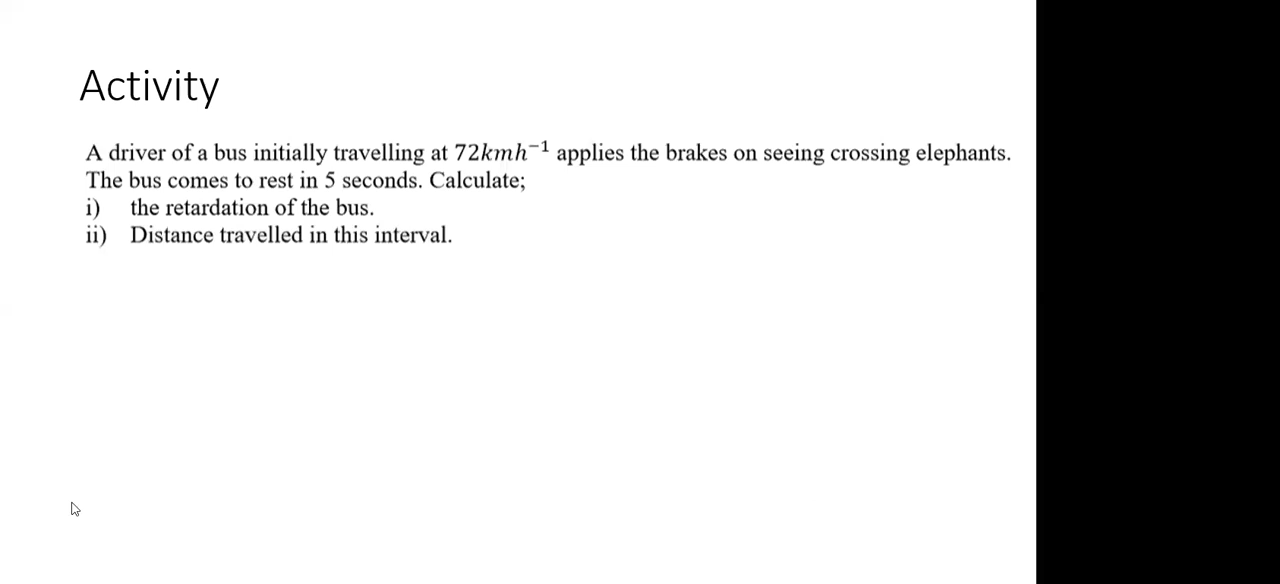 Activity
A driver of a bus initially travelling at 72kmh⁻¹ applies the brakes on seeing crossing elephants.
The bus comes to rest in 5 seconds. Calculate;
i) the retardation of the bus.
ii) Distance travelled in this interval.